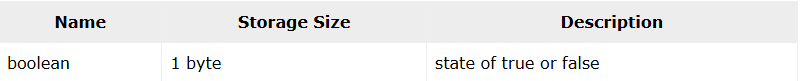 Name Storage Size Description
boolean 1 byte state of true or false